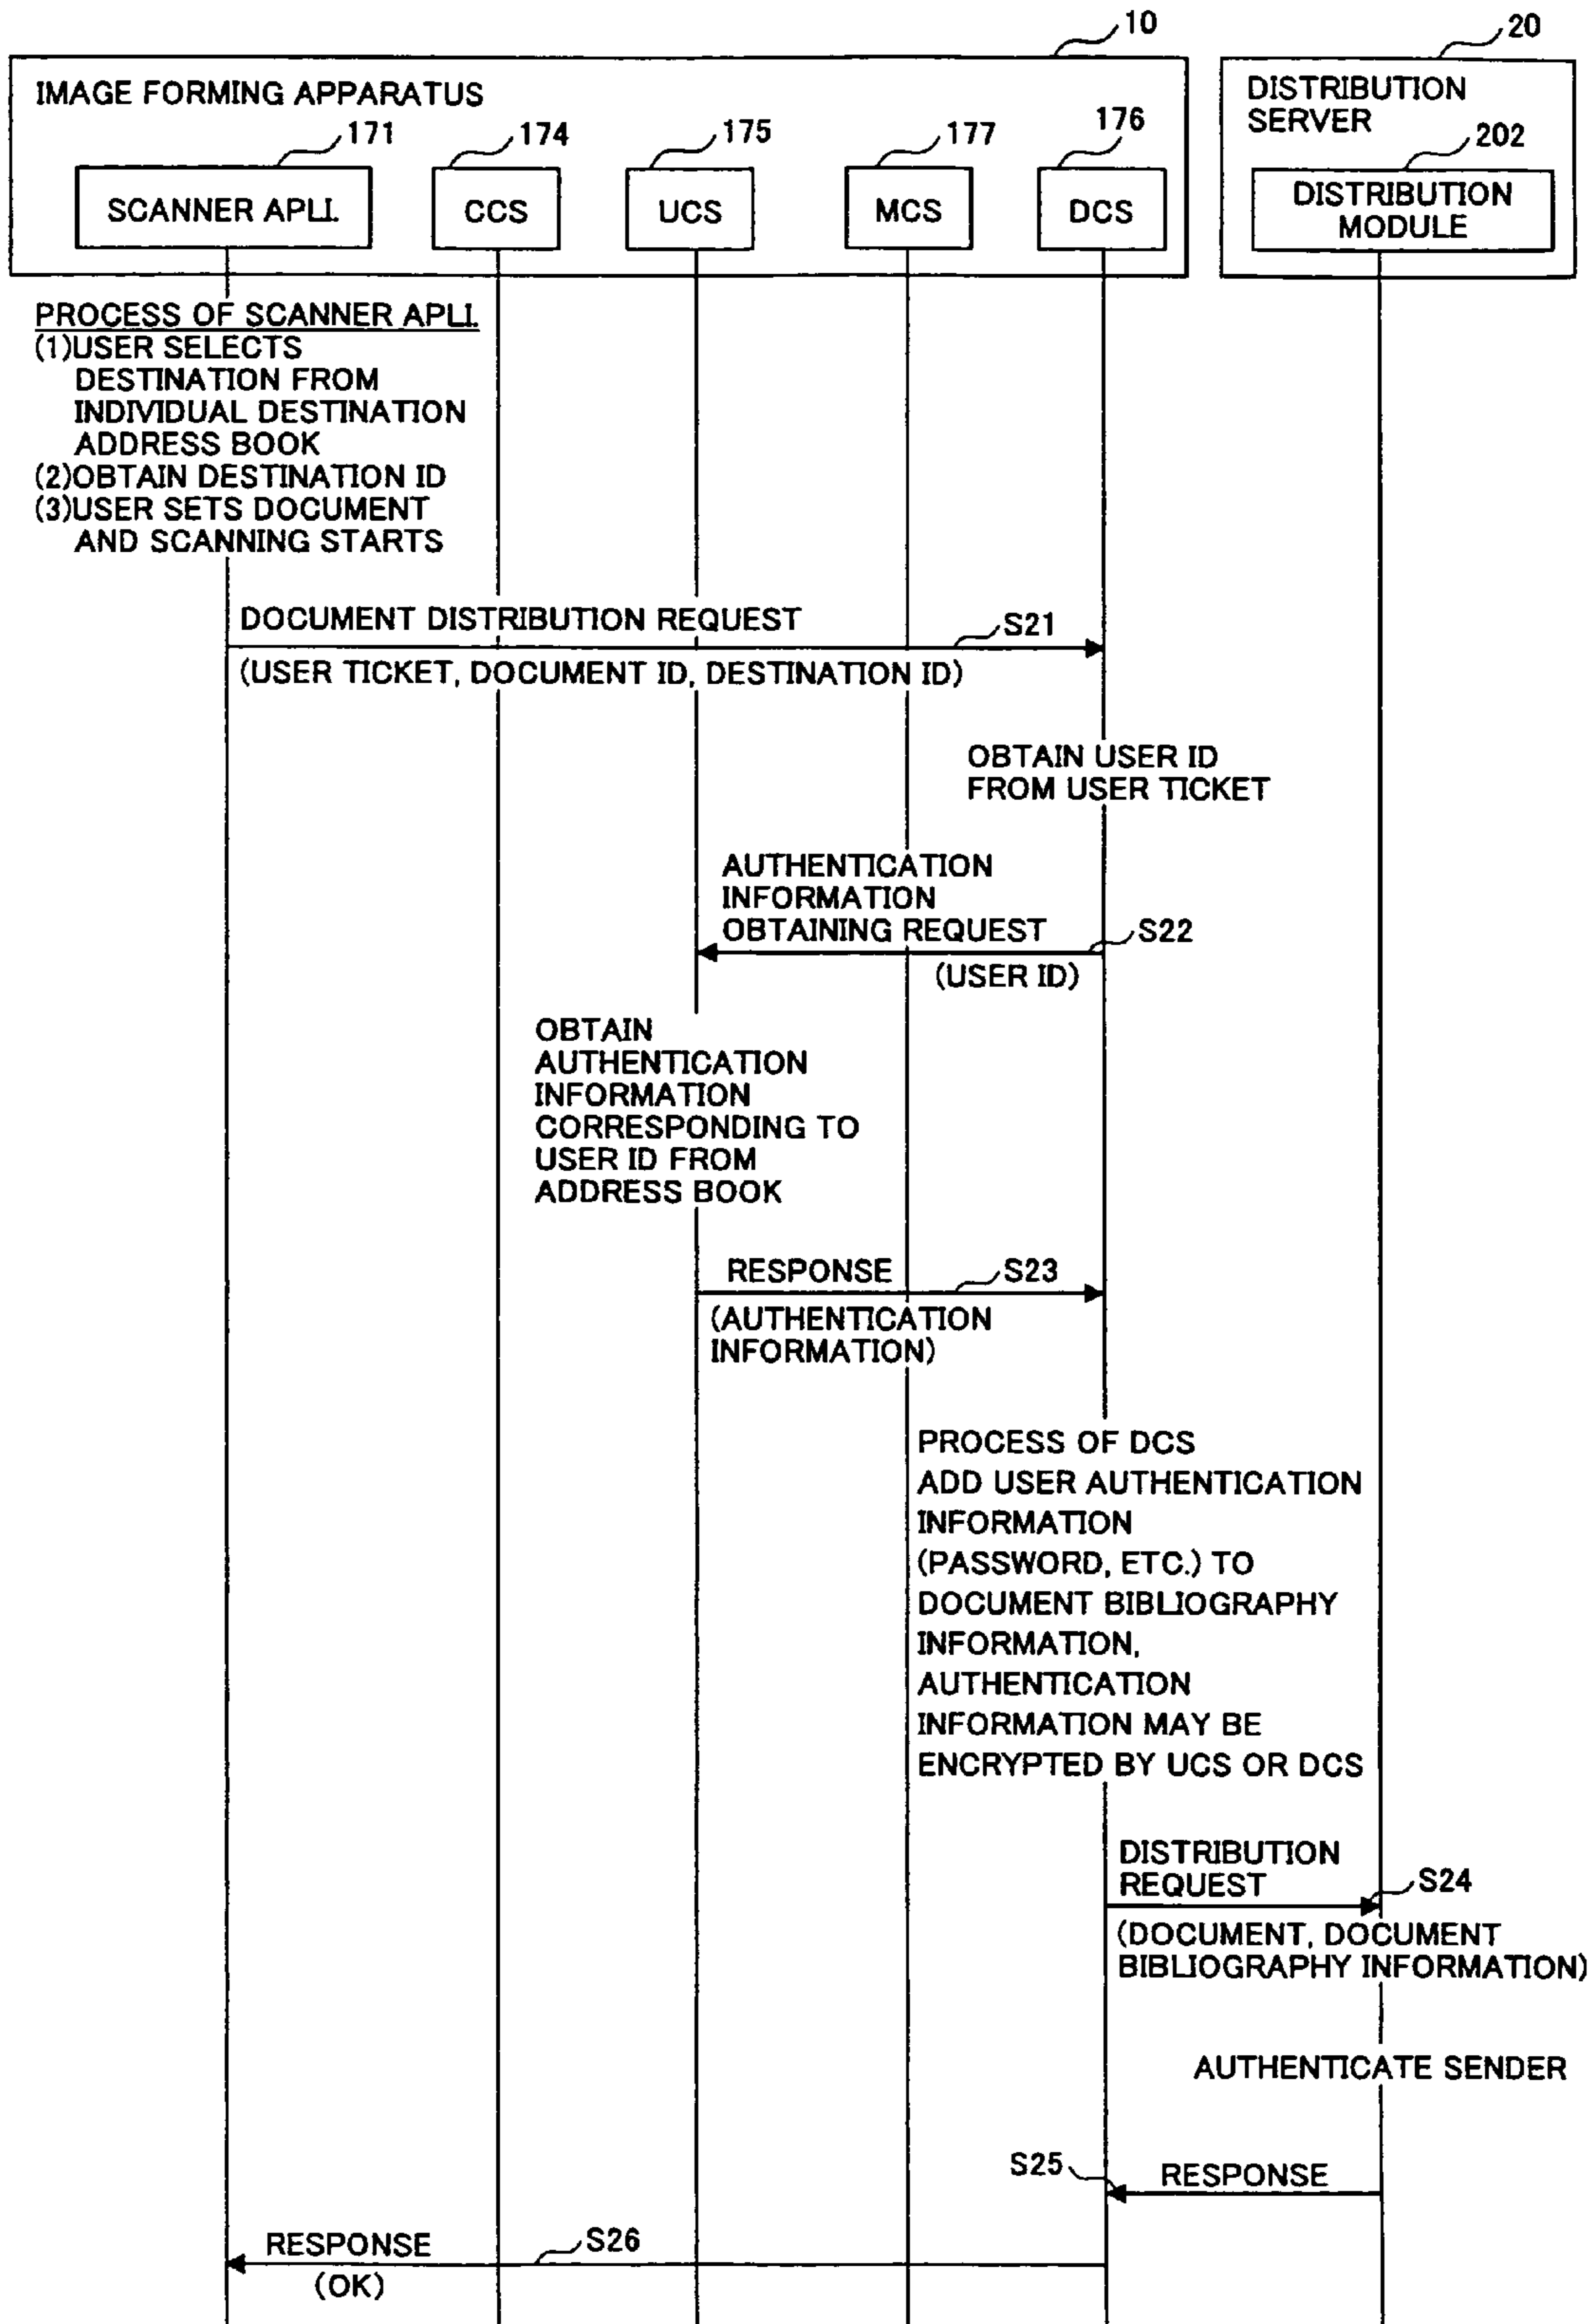 10
20
IMAGE FORMING APPARATUS
DISTRIBUTION
SERVER
171
174
175
177
176
202
SCANNER APLI.
CCS
UCS
MCS
DCS
DISTRIBUTION
MODULE
PROCESS OF SCANNER APLI.
(1)USER SELECTS
DESTINATION FROM
INDIVIDUAL DESTINATION
ADDRESS BOOK
(2)OBTAIN DESTINATION ID
(3)USER SETS DOCUMENT
AND SCANNING STARTS
DOCUMENT DISTRIBUTION REQUEST
S21
(USER TICKET, DOCUMENT ID, DESTINATION ID)
OBTAIN USER ID
FROM USER TICKET
AUTHENTICATION
INFORMATION
OBTAINING REQUEST
S22
(USER ID)
OBTAIN
AUTHENTICATION
INFORMATION
CORRESPONDING TO
USER ID FROM
ADDRESS BOOK
RESPONSE
S23
(AUTHENTICATION
INFORMATION)
PROCESS OF DCS
ADD USER AUTHENTICATION
INFORMATION
(PASSWORD, ETC.) TO
DOCUMENT BIBLIOGRAPHY
INFORMATION,
AUTHENTICATION
INFORMATION MAY BE
ENCRYPTED BY UCS OR DCS
DISTRIBUTION
REQUEST
S24
(DOCUMENT, DOCUMENT
BIBLIOGRAPHY INFORMATION)
AUTHENTICATE SENDER
S25
RESPONSE
RESPONSE
S26
(OK)